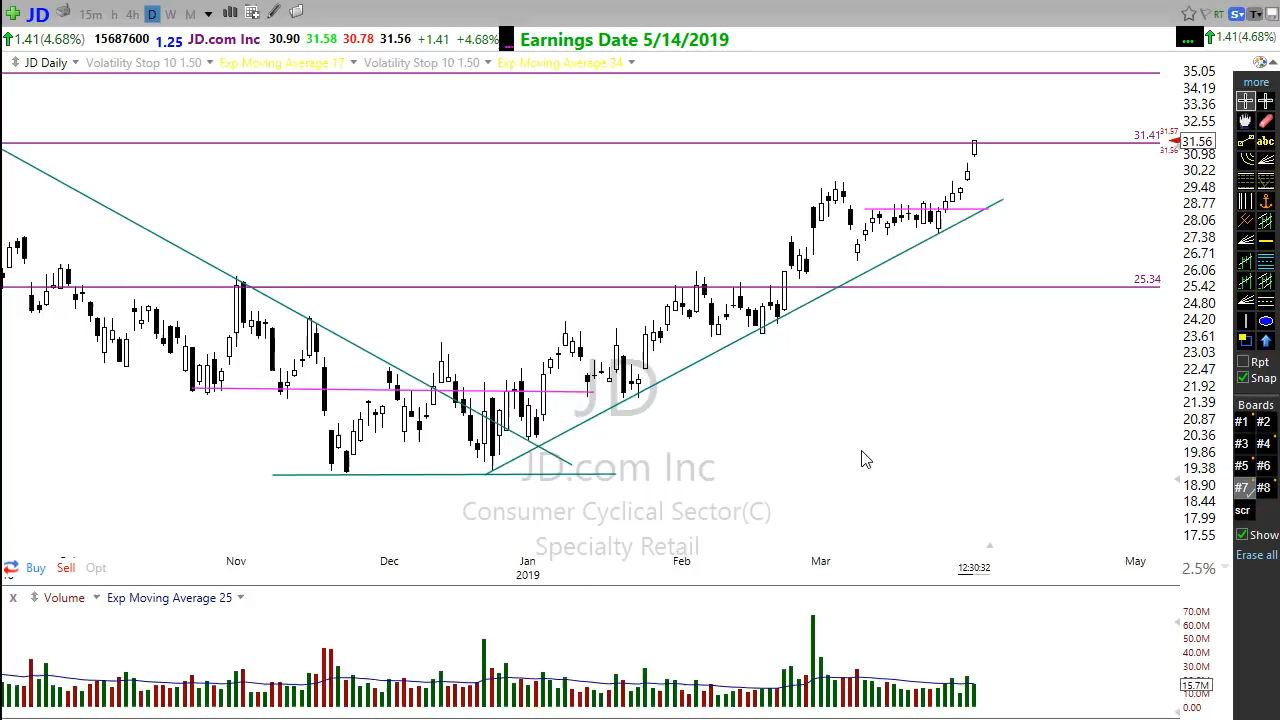 JD 15m h 4h D W M RT S T
1.41(4.68%) 15687600 1.25 JD.com Inc 30.90 31.58 30.78 31.56 +1.41 +4.68% ... Earnings Date 5/14/2019 ... 1.41(4.68%)
JD Daily Volatility Stop 10 1.50 Exp Moving Average 17 Volatility Stop 10 1.50 Exp Moving Average 34
more
35.05
34.19
33.36
32.55
31.41 31.57 31.56
30.98
30.22
29.48
28.77
28.06
27.38
26.71
26.06
25.34
25.42
24.80
24.20
23.61
23.03
22.47
21.92
21.39
20.87
20.36
19.86
19.38
18.90
18.44
17.99
17.55
abc
Rpt
Snap
Boards
#1 #2
#3 #4
#5 #6
#7 #8
scr
Show
Erase all
JD
JD.com Inc
Consumer Cyclical Sector(C)
Specialty Retail
Nov Dec Jan Feb Mar May
2019
12:30:32
Buy Sell Opt 2.5%
x Volume Exp Moving Average 25
70.0M
60.0M
50.0M
40.0M
30.0M
15.7M
10.0M
0.00